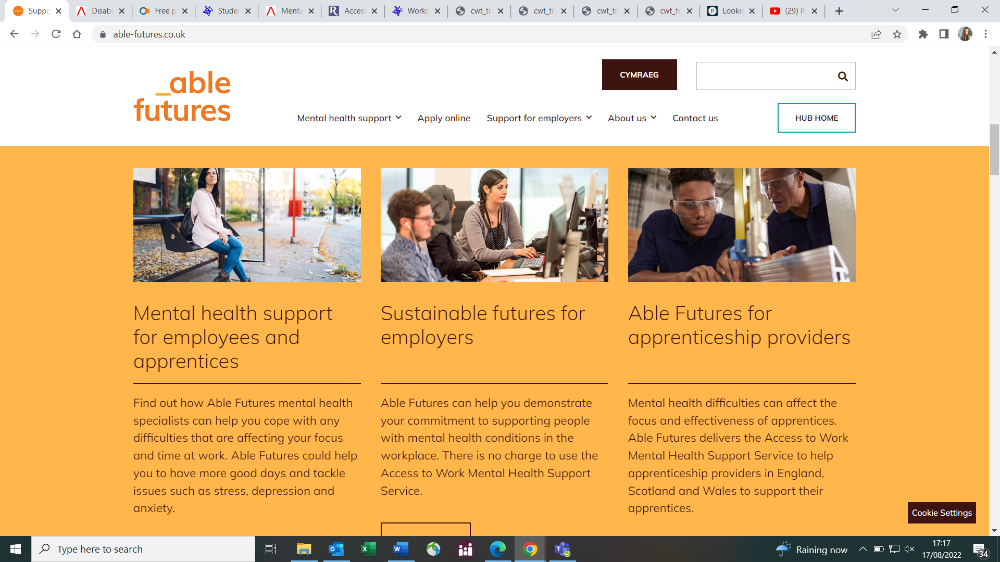 Suppo
Disabl
Free p
Studer
Menta
Acces
Workp
cwt_tr
cwt_tr
cwt_tr
cwt_tr
Lookin
(29) P
able-futures.co.uk
_able
futures
CYMRAEG
Mental health support
Apply online
Support for employers
About us
Contact us
HUB HOME
Mental health support
for employees and
apprentices
Find out how Able Futures mental health
specialists can help you cope with any
difficulties that are affecting your focus
and time at work. Able Futures could help
you to have more good days and tackle
issues such as stress, depression and
anxiety.
Sustainable futures for
employers
Able Futures can help you demonstrate
your commitment to supporting people
with mental health conditions in the
workplace. There is no charge to use the
Access to Work Mental Health Support
Service.
Able Futures for
apprenticeship providers
Mental health difficulties can affect the
focus and effectiveness of apprentices.
Able Futures delivers the Access to Work
Mental Health Support Service to help
apprenticeship providers in England,
Scotland and Wales to support their
apprentices.
Cookie Settings
Type here to search
Raining now
17:17
17/08/2022
34